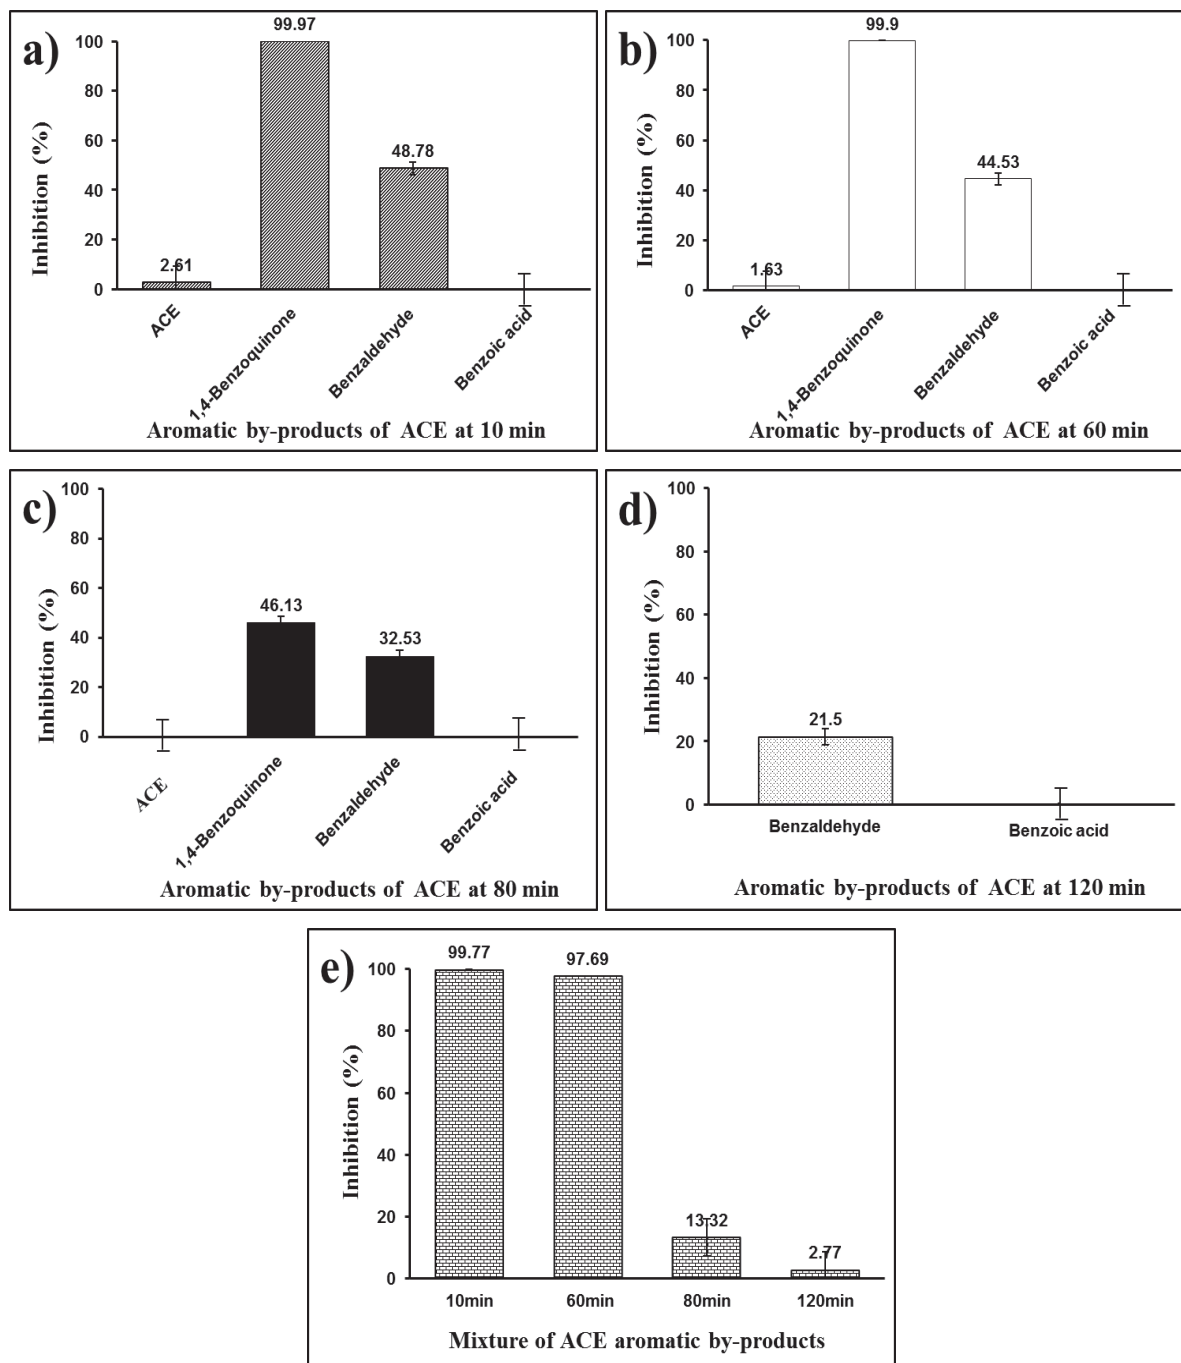 a)
99.97
100
80
60
48.78
40
20
2.61
0
Inhibition (%)
ACE
1,4-Benzoquinone
Benzaldehyde
Benzoic acid
Aromatic by-products of ACE at 10 min
b)
99.9
100
80
60
44.53
40
20
1.63
0
Inhibition (%)
ACE
1,4-Benzoquinone
Benzaldehyde
Benzoic acid
Aromatic by-products of ACE at 60 min
c)
100
80
60
46.13
40
32.53
20
0
Inhibition (%)
ACE
1,4-Benzoquinone
Benzaldehyde
Benzoic acid
Aromatic by-products of ACE at 80 min
d)
100
80
60
40
21.5
20
0
Inhibition (%)
Benzaldehyde
Benzoic acid
Aromatic by-products of ACE at 120 min
e)
99.77
97.69
100
80
60
40
20
13.32
2.77
0
Inhibition (%)
10min
60min
80min
120min
Mixture of ACE aromatic by-products